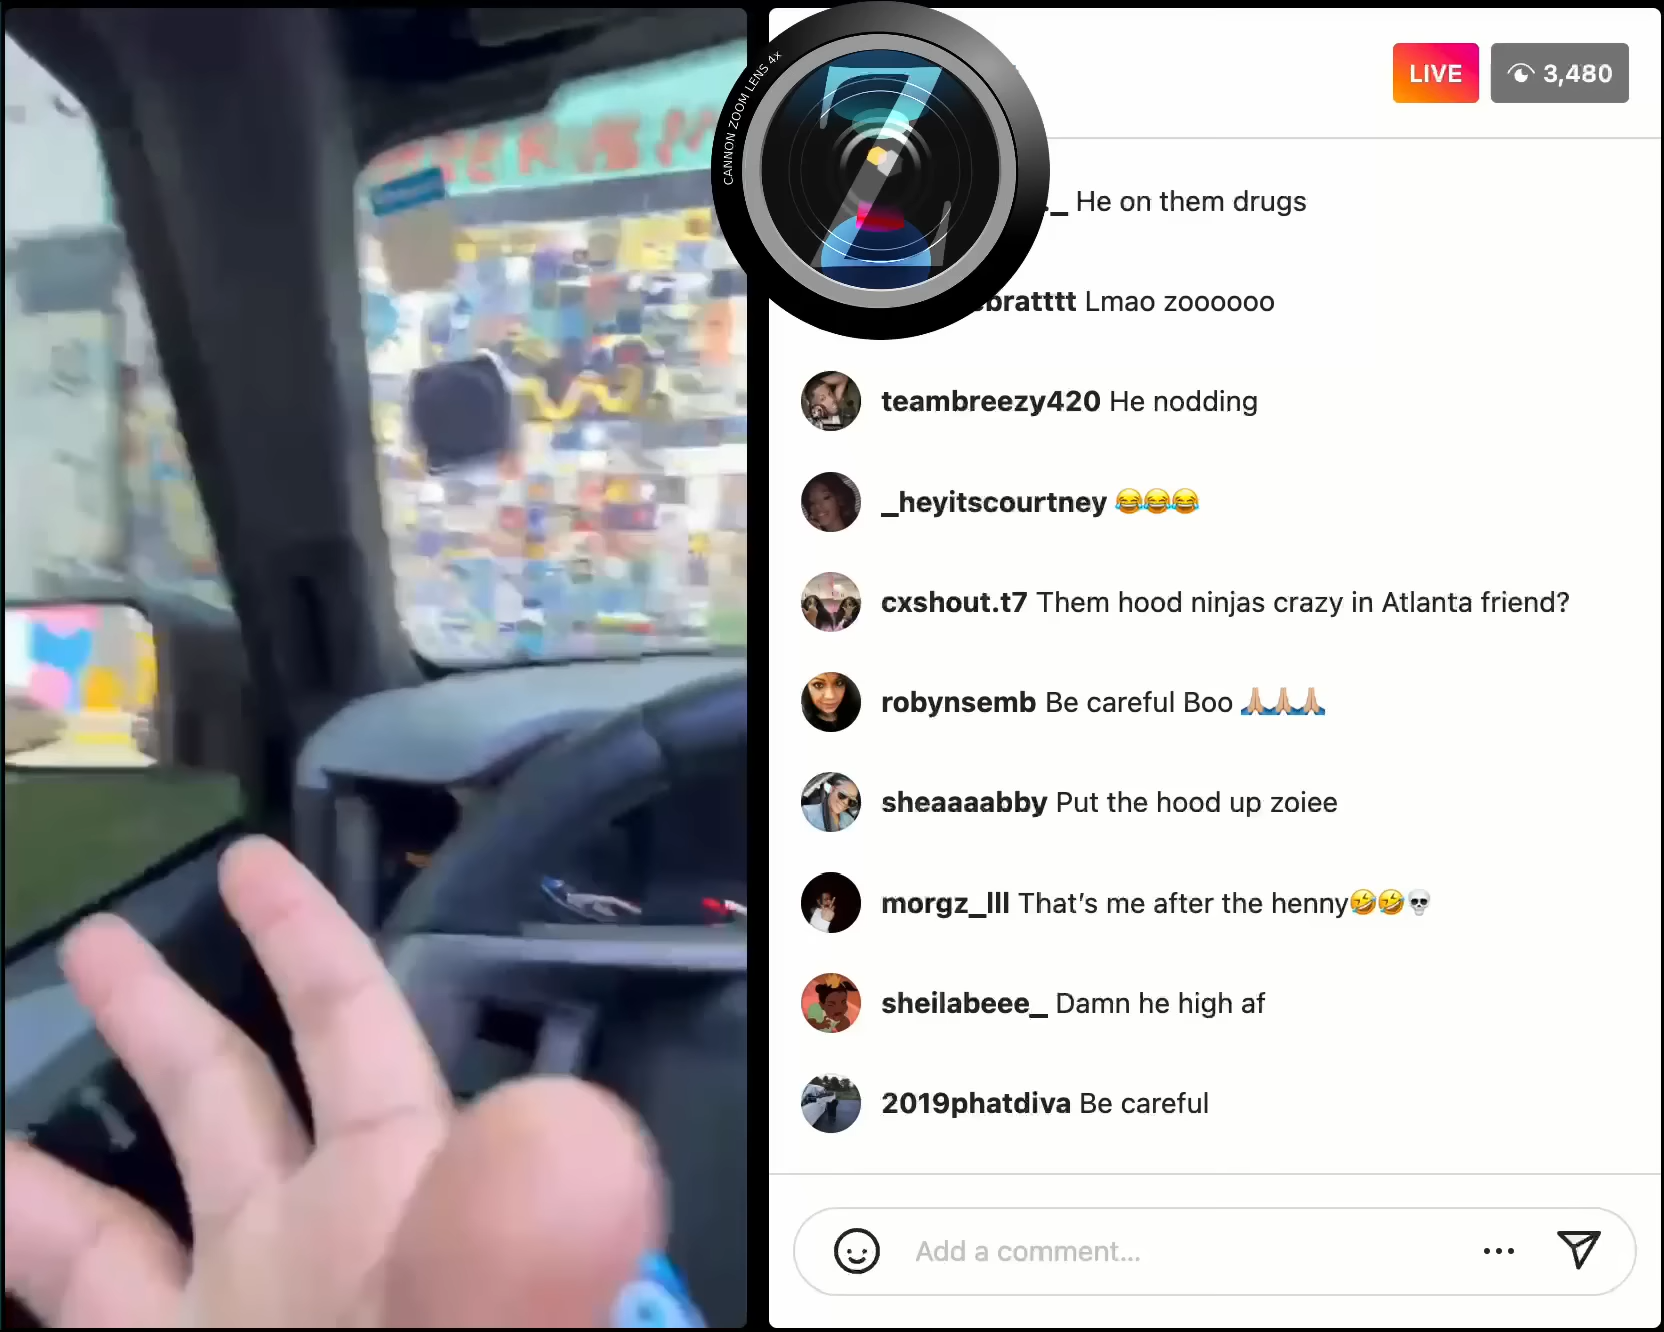 CANNON ZOOM LENS 4x
Z
LIVE
3,480
._ He on them drugs
bratttt Lmao zoooooo
teambreezy420 He nodding
_heyitscourtney 😂😂😂
cxshout.t7 Them hood ninjas crazy in Atlanta friend?
robynsemb Be careful Boo 🙏🏼🙏🏼🙏🏼
sheaaaabby Put the hood up zoiee
morgz_lll That's me after the henny🤣🤣💀
sheilabeee_ Damn he high af
2019phatdiva Be careful
Add a comment...